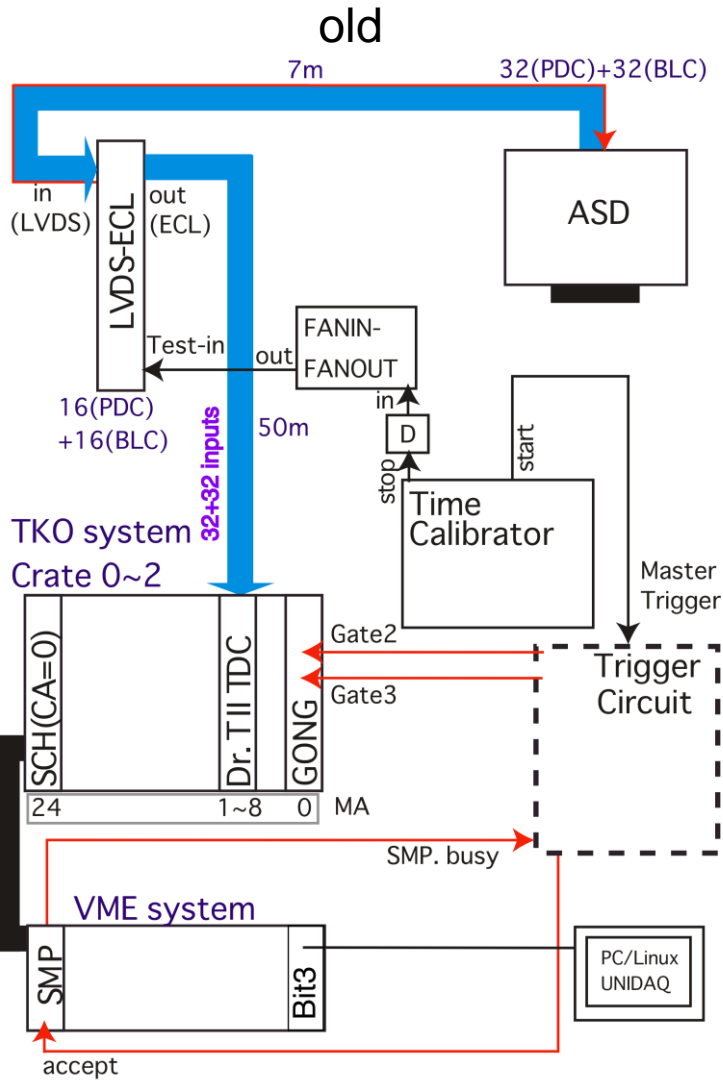 old
7m
32(PDC)+32(BLC)
in
(LVDS)
LVDS-ECL
out
(ECL)
ASD
FANIN-
FANOUT
Test-in
out
in
D
stop
start
16(PDC)
+16(BLC)
50m
32+32 inputs
Time
Calibrator
TKO system
Crate 0~2
Master
Trigger
SCH(CA=0)
Dr. T II TDC
GONG
Gate2
Gate3
Trigger
Circuit
24
1~8
0
MA
SMP. busy
VME system
SMP
Bit3
PC/Linux
UNIDAQ
accept